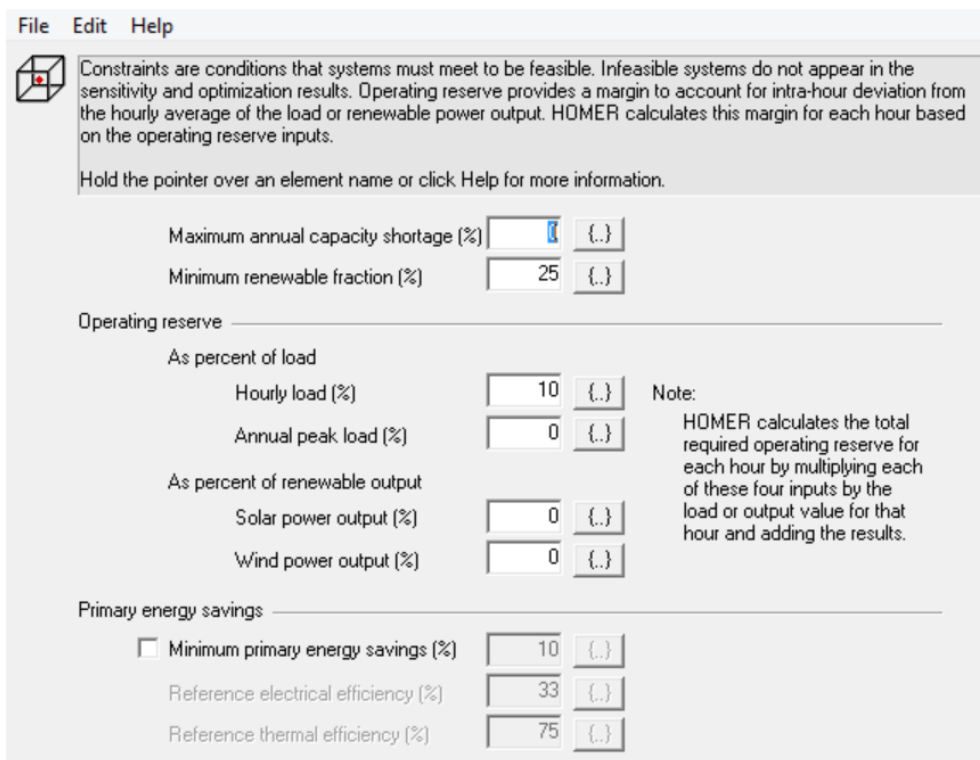 File Edit Help
Constraints are conditions that systems must meet to be feasible. Infeasible systems do not appear in the
sensitivity and optimization results. Operating reserve provides a margin to account for intra-hour deviation from
the hourly average of the load or renewable power output. HOMER calculates this margin for each hour based
on the operating reserve inputs.
Hold the pointer over an element name or click Help for more information.
Maximum annual capacity shortage (%) {..}
Minimum renewable fraction (%) 25 {..}
Operating reserve
As percent of load
Hourly load (%) 10 {..}
Annual peak load (%) 0 {..}
As percent of renewable output
Solar power output (%) 0 {..}
Wind power output (%) 0 {..}
Note:
HOMER calculates the total
required operating reserve for
each hour by multiplying each
of these four inputs by the
load or output value for that
hour and adding the results.
Primary energy savings
Minimum primary energy savings (%) 10 {..}
Reference electrical efficiency (%) 33 {..}
Reference thermal efficiency (%) 75 {..}